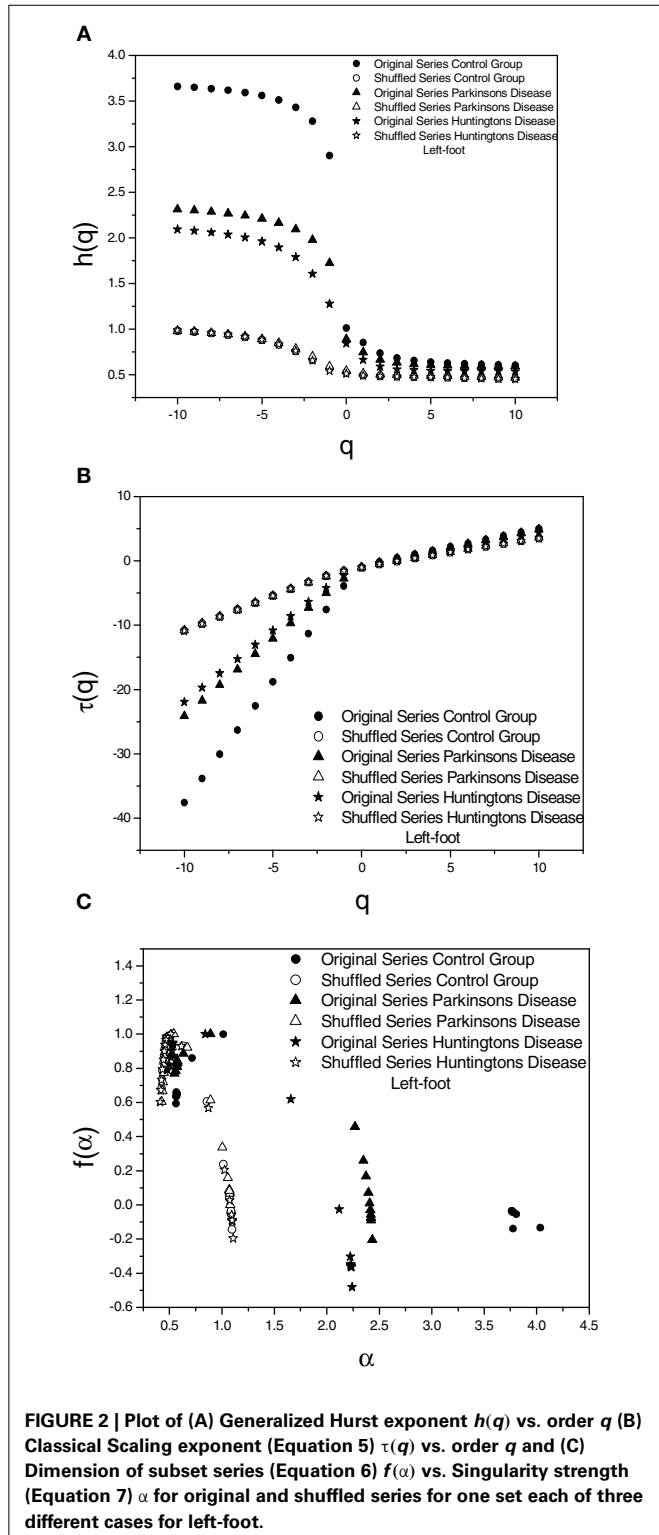 A
4.0
3.5
3.0
2.5
2.0
1.5
1.0
0.5
h(q)
Original Series Control Group
Shuffled Series Control Group
Original Series Parkinsons Disease
Shuffled Series Parkinsons Disease
Original Series Huntingtons Disease
Shuffled Series Huntingtons Disease
Left-foot
-10 -5 0 5 10
q
B
10
0
-10
-20
-30
-40
τ(q)
Original Series Control Group
Shuffled Series Control Group
Original Series Parkinsons Disease
Shuffled Series Parkinsons Disease
Original Series Huntingtons Disease
Shuffled Series Huntingtons Disease
Left-foot
-10 -5 0 5 10
q
C
1.4
1.2
1.0
0.8
0.6
0.4
0.2
0.0
-0.2
-0.4
-0.6
f(α)
Original Series Control Group
Shuffled Series Control Group
Original Series Parkinsons Disease
Shuffled Series Parkinsons Disease
Original Series Huntingtons Disease
Shuffled Series Huntingtons Disease
Left-foot
0.5 1.0 1.5 2.0 2.5 3.0 3.5 4.0 4.5
α
FIGURE 2 | Plot of (A) Generalized Hurst exponent h(q) vs. order q (B)
Classical Scaling exponent (Equation 5) τ(q) vs. order q and (C)
Dimension of subset series (Equation 6) f(α) vs. Singularity strength
(Equation 7) α for original and shuffled series for one set each of three
different cases for left-foot.